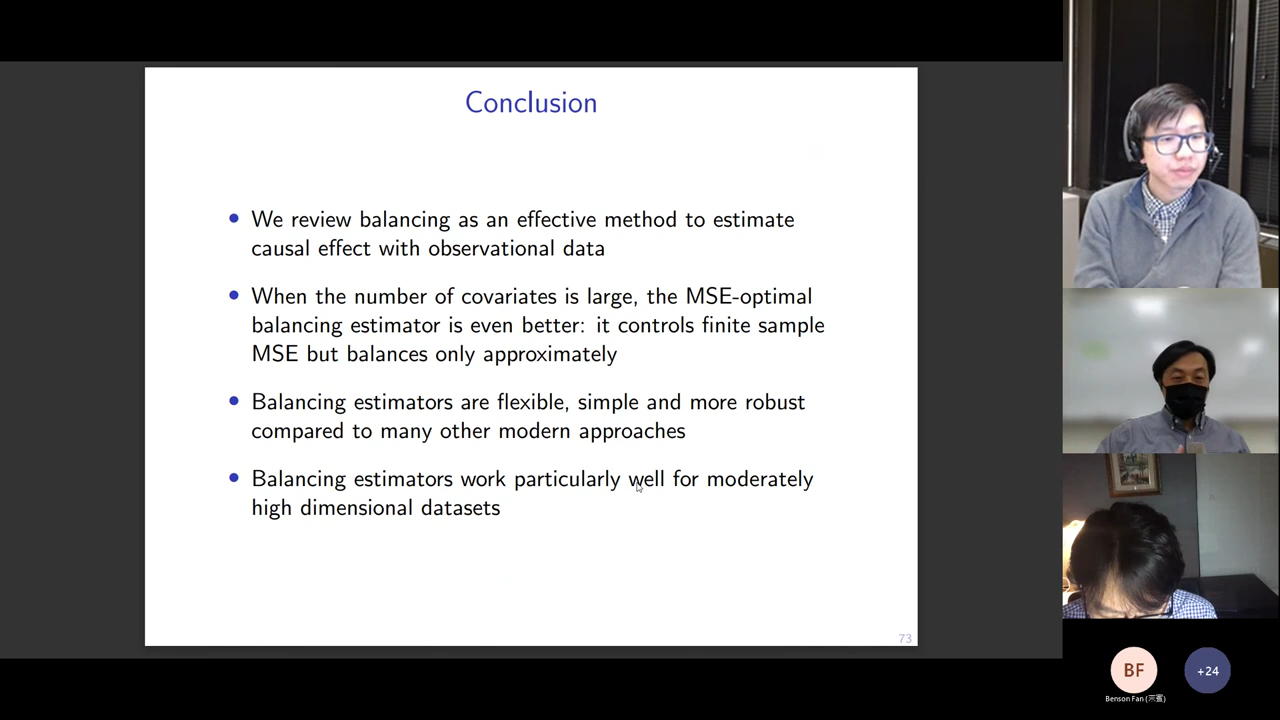 Conclusion
We review balancing as an effective method to estimate
causal effect with observational data
When the number of covariates is large, the MSE-optimal
balancing estimator is even better: it controls finite sample
MSE but balances only approximately
Balancing estimators are flexible, simple and more robust
compared to many other modern approaches
Balancing estimators work particularly well for moderately
high dimensional datasets
73
BF
+24
Benson Fan